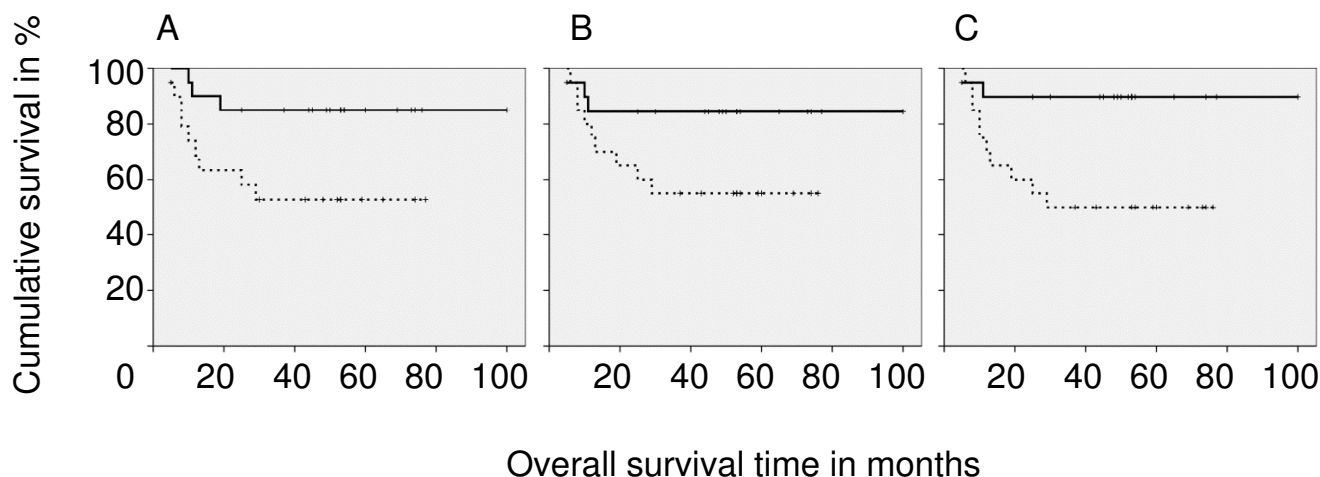 Cumulative survival in %
A
B
C
100
80
60
40
20
0 20 40 60 80 100
20 40 60 80 100
20 40 60 80 100
Overall survival time in months